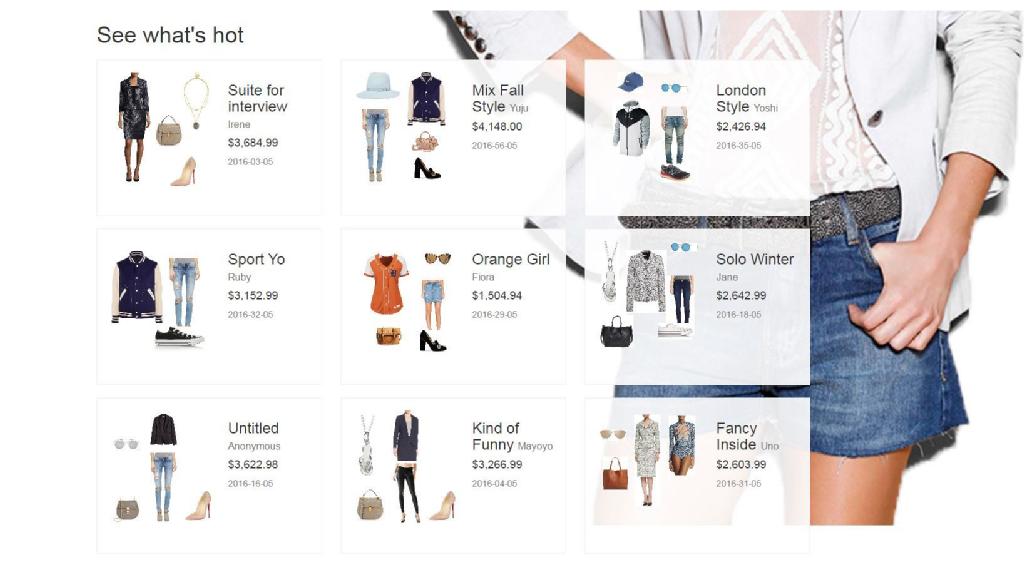 See what's hot
Suite for
interview
Irene
$3,684.99
2016-03-05
Mix Fall
Style Yuju
$4,148.00
2016-56-05
London
Style Yoshi
$2,426.94
2016-35-05
Sport Yo
Ruby
$3,152.99
2016-32-05
Orange Girl
Fiora
$1,504.94
2016-29-05
Solo Winter
Jane
$2,642.99
2016-18-05
Untitled
Anonymous
$3,622.98
2016-16-05
Kind of
Funny Mayoyo
$3,266.99
2016-04-05
Fancy
Inside Uno
$2,603.99
2016-31-05